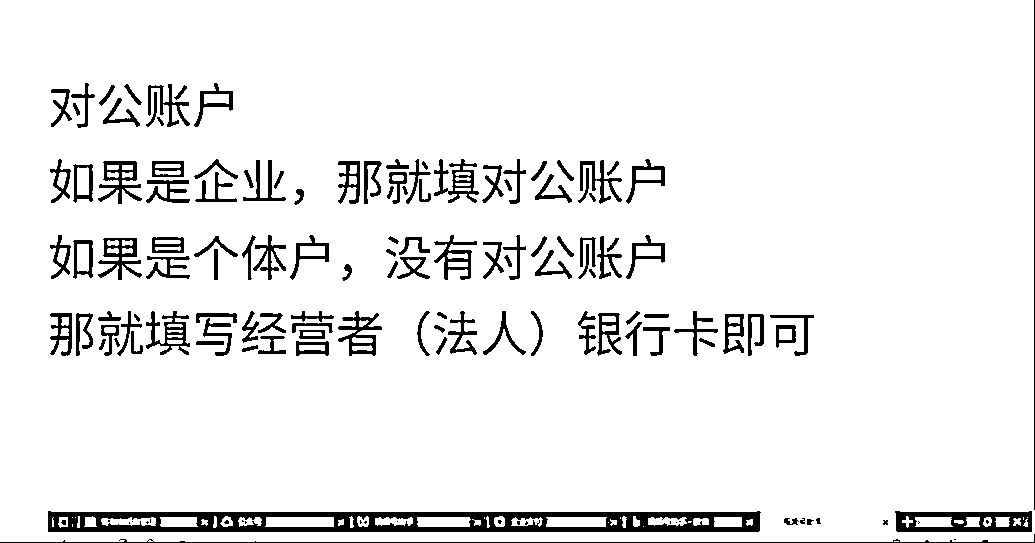 对公账户
如果是企业，那就填对公账户
如果是个体户，没有对公账户
那就填写经营者（法人）银行卡即可